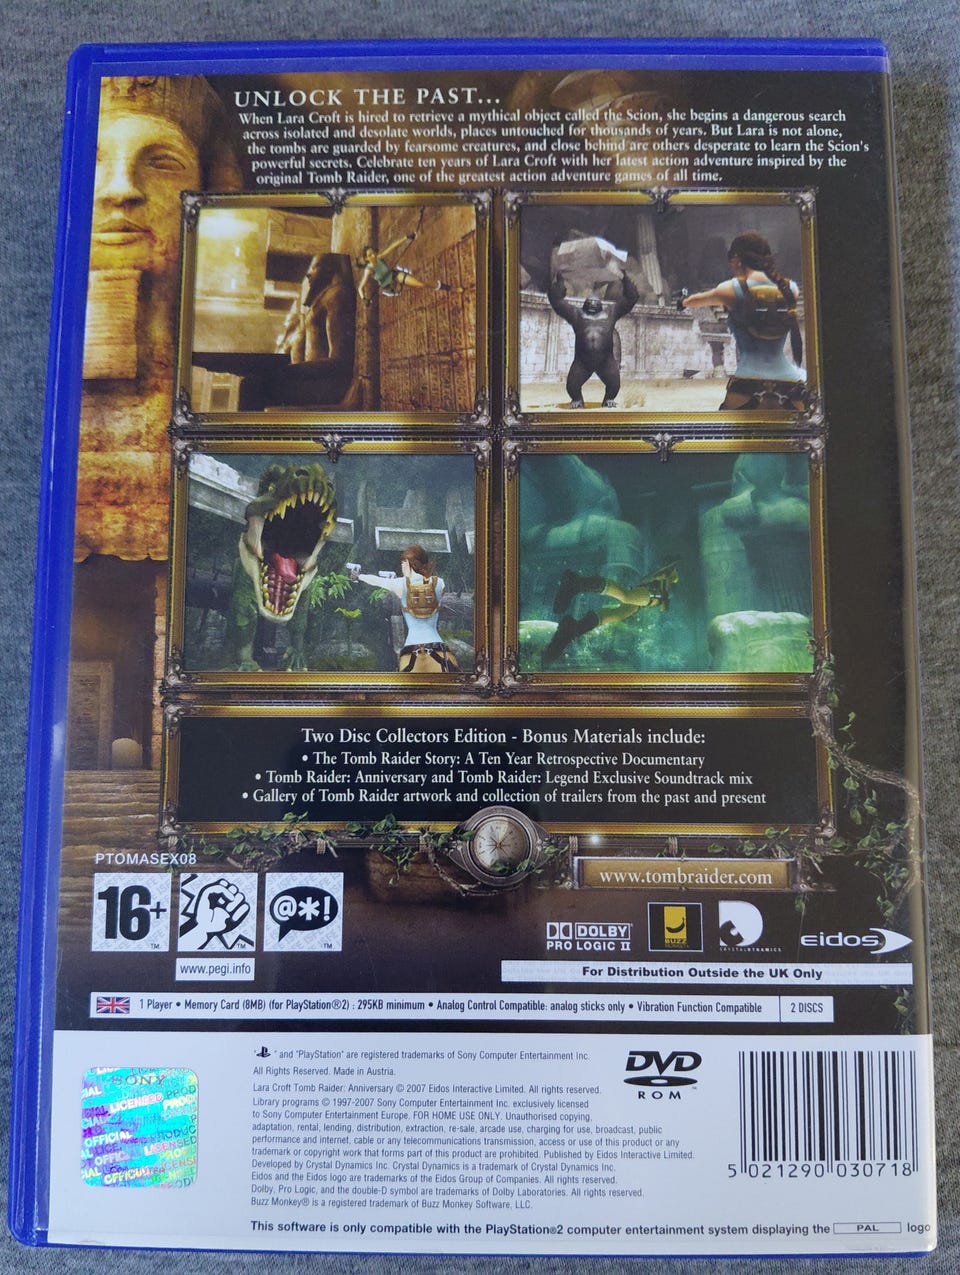 UNLOCK THE PAST...
When Lara Croft is hired to retrieve a mythical object called the Scion, she begins a dangerous search
across isolated and desolate worlds, places untouched for thousands of years. But Lara is not alone,
the tombs are guarded by fearsome creatures, and close behind are others desperate to learn the Scion's
powerful secrets. Celebrate ten years of Lara Croft with her latest action adventure inspired by the
original Tomb Raider, one of the greatest action adventure games of all time.
Two Disc Collectors Edition - Bonus Materials include:
• The Tomb Raider Story: A Ten Year Retrospective Documentary
• Tomb Raider: Anniversary and Tomb Raider: Legend Exclusive Soundtrack mix
• Gallery of Tomb Raider artwork and collection of trailers from the past and present
PTOMASEX08
www.tombraider.com
16+ ™
™
@*!
™
www.pegi.info
DOLBY
PRO LOGIC II
BUZZ
MONKEY
CRYSTAL DYNAMICS
eidos
For Distribution Outside the UK Only
1 Player • Memory Card (8MB) (for PlayStation®2) : 295KB minimum • Analog Control Compatible: analog sticks only • Vibration Function Compatible
2 DISCS
" " and "PlayStation" are registered trademarks of Sony Computer Entertainment Inc.
All Rights Reserved. Made in Austria.
Lara Croft Tomb Raider: Anniversary © 2007 Eidos Interactive Limited. All rights reserved.
Library programs © 1997-2007 Sony Computer Entertainment Inc. exclusively licensed
to Sony Computer Entertainment Europe. FOR HOME USE ONLY. Unauthorised copying,
adaptation, rental, lending, distribution, extraction, re-sale, arcade use, charging for use, broadcast, public
performance and internet, cable or any telecommunications transmission, access or use of this product or any
trademark or copyright work that forms part of this product are prohibited. Published by Eidos Interactive Limited.
Developed by Crystal Dynamics Inc. Crystal Dynamics is a trademark of Crystal Dynamics Inc.
Eidos and the Eidos logo are trademarks of the Eidos Group of Companies. All rights reserved.
Dolby, Pro Logic, and the double-D symbol are trademarks of Dolby Laboratories. All rights reserved.
Buzz Monkey® is a registered trademark of Buzz Monkey Software, LLC.
This software is only compatible with the PlayStation®2 computer entertainment system displaying the PAL logo
SONY
LICENSED PROD
OFFICIAL
LICENSED
OFFICIAL
DVD
ROM
5 021290 030718